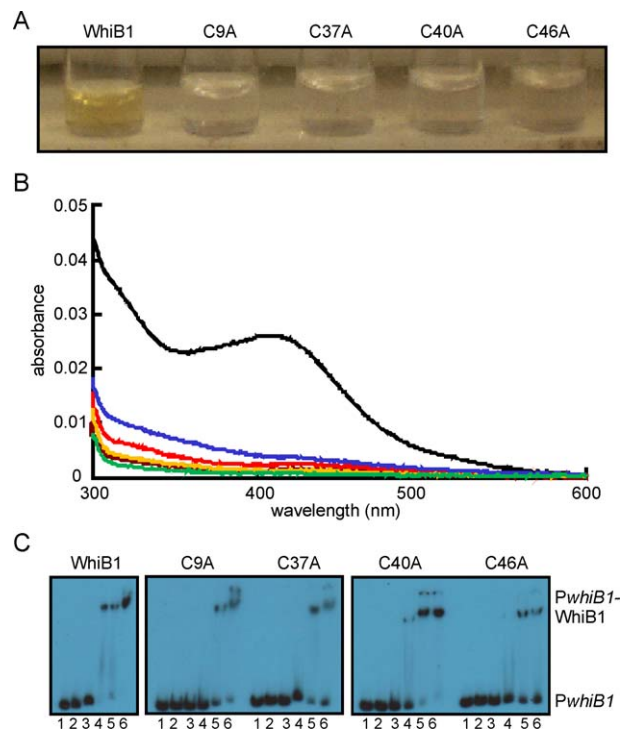 A
WhiB1 C9A C37A C40A C46A
B
0.05
0.04
0.03
0.02
0.01
0
absorbance
300 400 500 600
wavelength (nm)
C
WhiB1 C9A C37A C40A C46A
PwhiB1-
WhiB1
PwhiB1
1 2 3 4 5 6 1 2 3 4 5 6 1 2 3 4 5 6 1 2 3 4 5 6 1 2 3 4 5 6